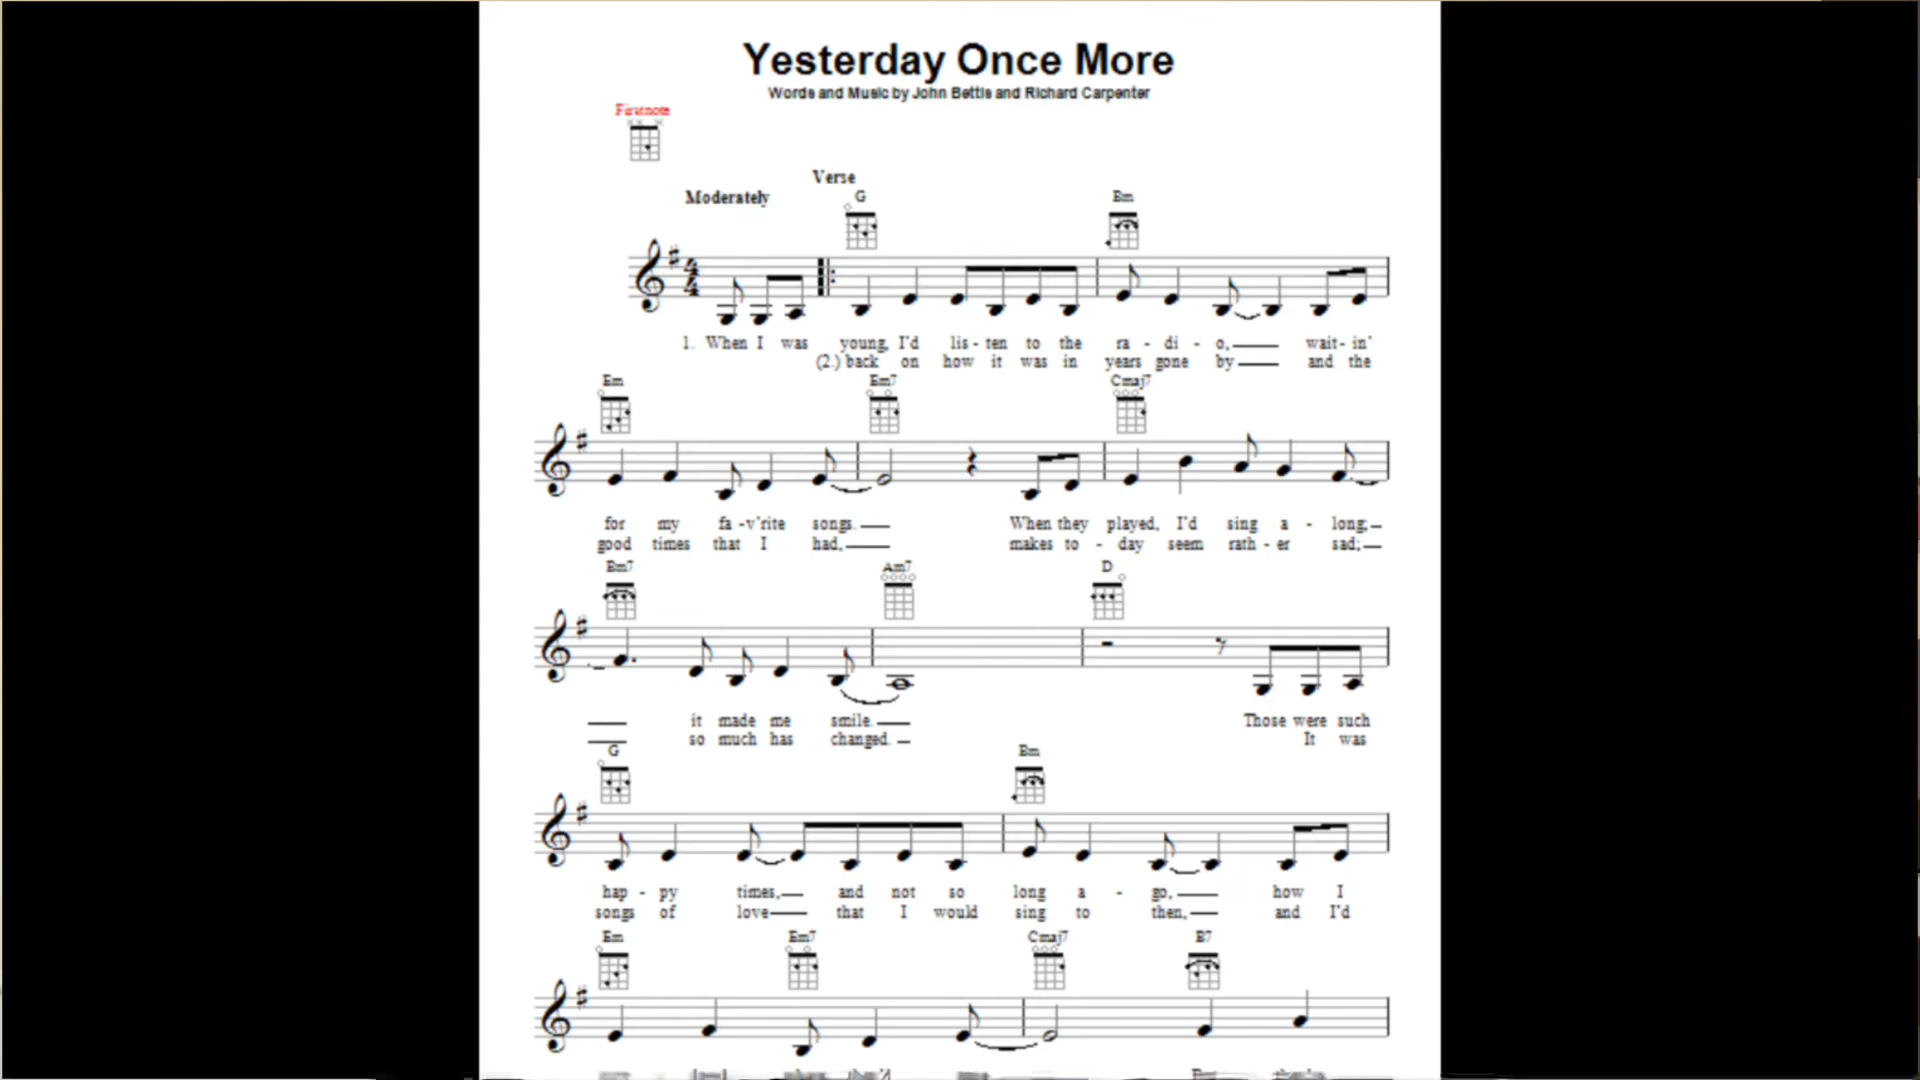 Yesterday Once More
Words and Music by John Bettis and Richard Carpenter
Firstnote
Verse
Moderately
G Bm
1. When I was young, I'd lis - ten to the ra - di - o, wait - in'
(2.) back on how it was in years gone by and the
Em Em7 Cmaj7
for my fa - v'rite songs. When they played, I'd sing a - long;
good times that I had, makes to - day seem rath - er sad;
Bm7 Am7 D
it made me smile. Those were such
so much has changed. It was
G Bm
hap - py times, and not so long a - go, how I
songs of love that I would sing to then, and I'd
Em Em7 Cmaj7 B7